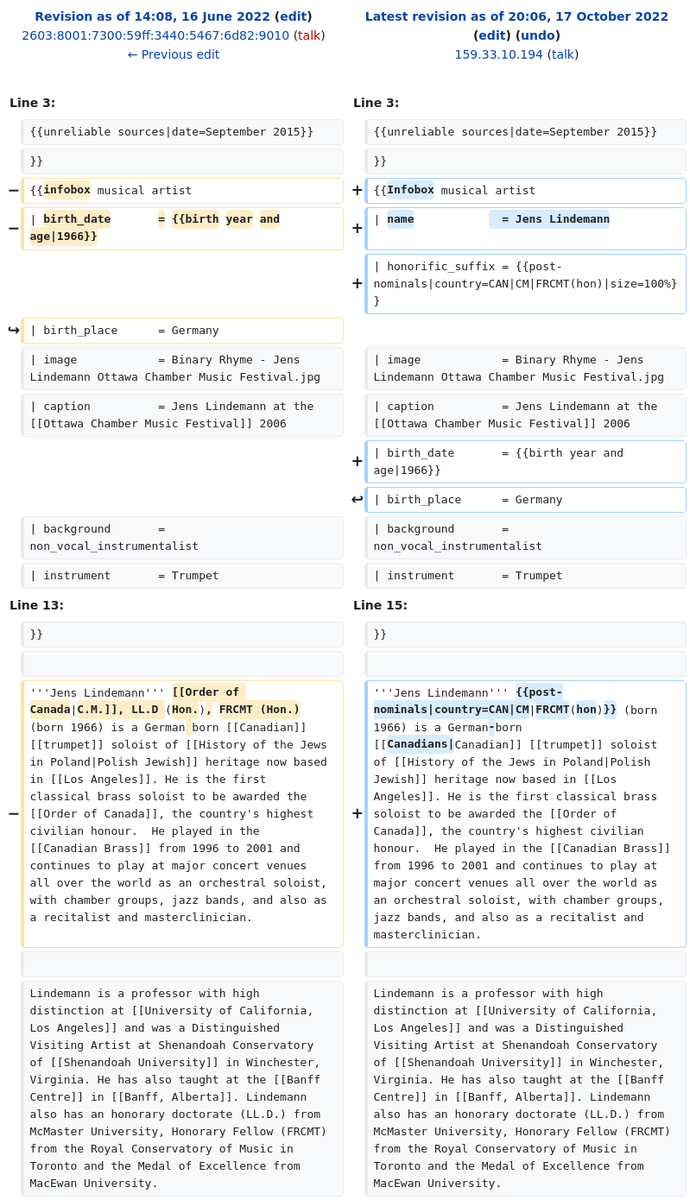 Revision as of 14:08, 16 June 2022 (edit)
2603:8001:7300:59ff:3440:5467:6d82:9010 (talk)
← Previous edit
Latest revision as of 20:06, 17 October 2022
(edit) (undo)
159.33.10.194 (talk)
Line 3:
Line 3:
{{unreliable sources|date=September 2015}}
{{unreliable sources|date=September 2015}}
}}
}}
− {{infobox musical artist
+ {{Infobox musical artist
− | birth_date = {{birth year and
age|1966}}
+ | name = Jens Lindemann
+ | honorific_suffix = {{post-
nominals|country=CAN|CM|FRCMT(hon)|size=100%}
}
↪ | birth_place = Germany
| image = Binary Rhyme - Jens
Lindemann Ottawa Chamber Music Festival.jpg
| image = Binary Rhyme - Jens
Lindemann Ottawa Chamber Music Festival.jpg
| caption = Jens Lindemann at the
[[Ottawa Chamber Music Festival]] 2006
| caption = Jens Lindemann at the
[[Ottawa Chamber Music Festival]] 2006
+ | birth_date = {{birth year and
age|1966}}
↩ | birth_place = Germany
| background =
non_vocal_instrumentalist
| background =
non_vocal_instrumentalist
| instrument = Trumpet
| instrument = Trumpet
Line 13:
Line 15:
}}
}}
− '''Jens Lindemann''' [[Order of
Canada|C.M.]], LL.D (Hon.), FRCMT (Hon.)
(born 1966) is a German born [[Canadian]]
[[trumpet]] soloist of [[History of the Jews
in Poland|Polish Jewish]] heritage now based
in [[Los Angeles]]. He is the first
classical brass soloist to be awarded the
[[Order of Canada]], the country's highest
civilian honour.  He played in the
[[Canadian Brass]] from 1996 to 2001 and
continues to play at major concert venues
all over the world as an orchestral soloist,
with chamber groups, jazz bands, and also as
a recitalist and masterclinician.
+ '''Jens Lindemann''' {{post-
nominals|country=CAN|CM|FRCMT(hon)}} (born
1966) is a German-born
[[Canadians|Canadian]] [[trumpet]] soloist
of [[History of the Jews in Poland|Polish
Jewish]] heritage now based in [[Los
Angeles]]. He is the first classical brass
soloist to be awarded the [[Order of
Canada]], the country's highest civilian
honour.  He played in the [[Canadian Brass]]
from 1996 to 2001 and continues to play at
major concert venues all over the world as
an orchestral soloist, with chamber groups,
jazz bands, and also as a recitalist and
masterclinician.
Lindemann is a professor with high
distinction at [[University of California,
Los Angeles]] and was a Distinguished
Visiting Artist at Shenandoah Conservatory
of [[Shenandoah University]] in Winchester,
Virginia. He has also taught at the [[Banff
Centre]] in [[Banff, Alberta]]. Lindemann
also has an honorary doctorate (LL.D.) from
McMaster University, Honorary Fellow (FRCMT)
from the Royal Conservatory of Music in
Toronto and the Medal of Excellence from
MacEwan University.
Lindemann is a professor with high
distinction at [[University of California,
Los Angeles]] and was a Distinguished
Visiting Artist at Shenandoah Conservatory
of [[Shenandoah University]] in Winchester,
Virginia. He has also taught at the [[Banff
Centre]] in [[Banff, Alberta]]. Lindemann
also has an honorary doctorate (LL.D.) from
McMaster University, Honorary Fellow (FRCMT)
from the Royal Conservatory of Music in
Toronto and the Medal of Excellence from
MacEwan University.